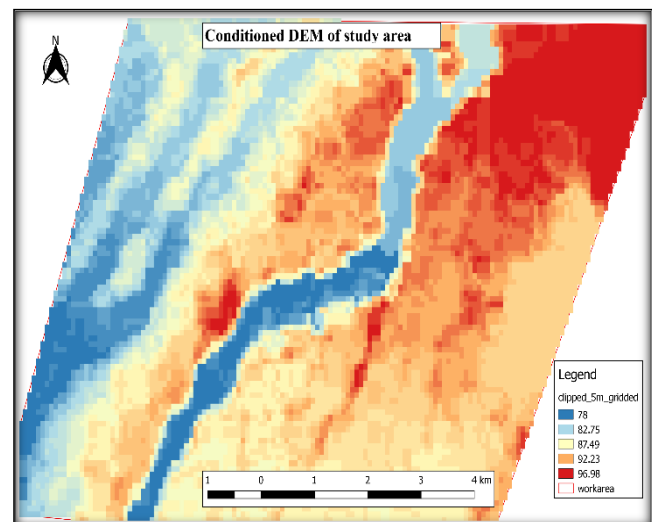 Conditioned DEM of study area
N
Legend
clipped_5m_gridded
78
82.75
87.49
92.23
96.98
workarea
1 0 1 2 3 4 km